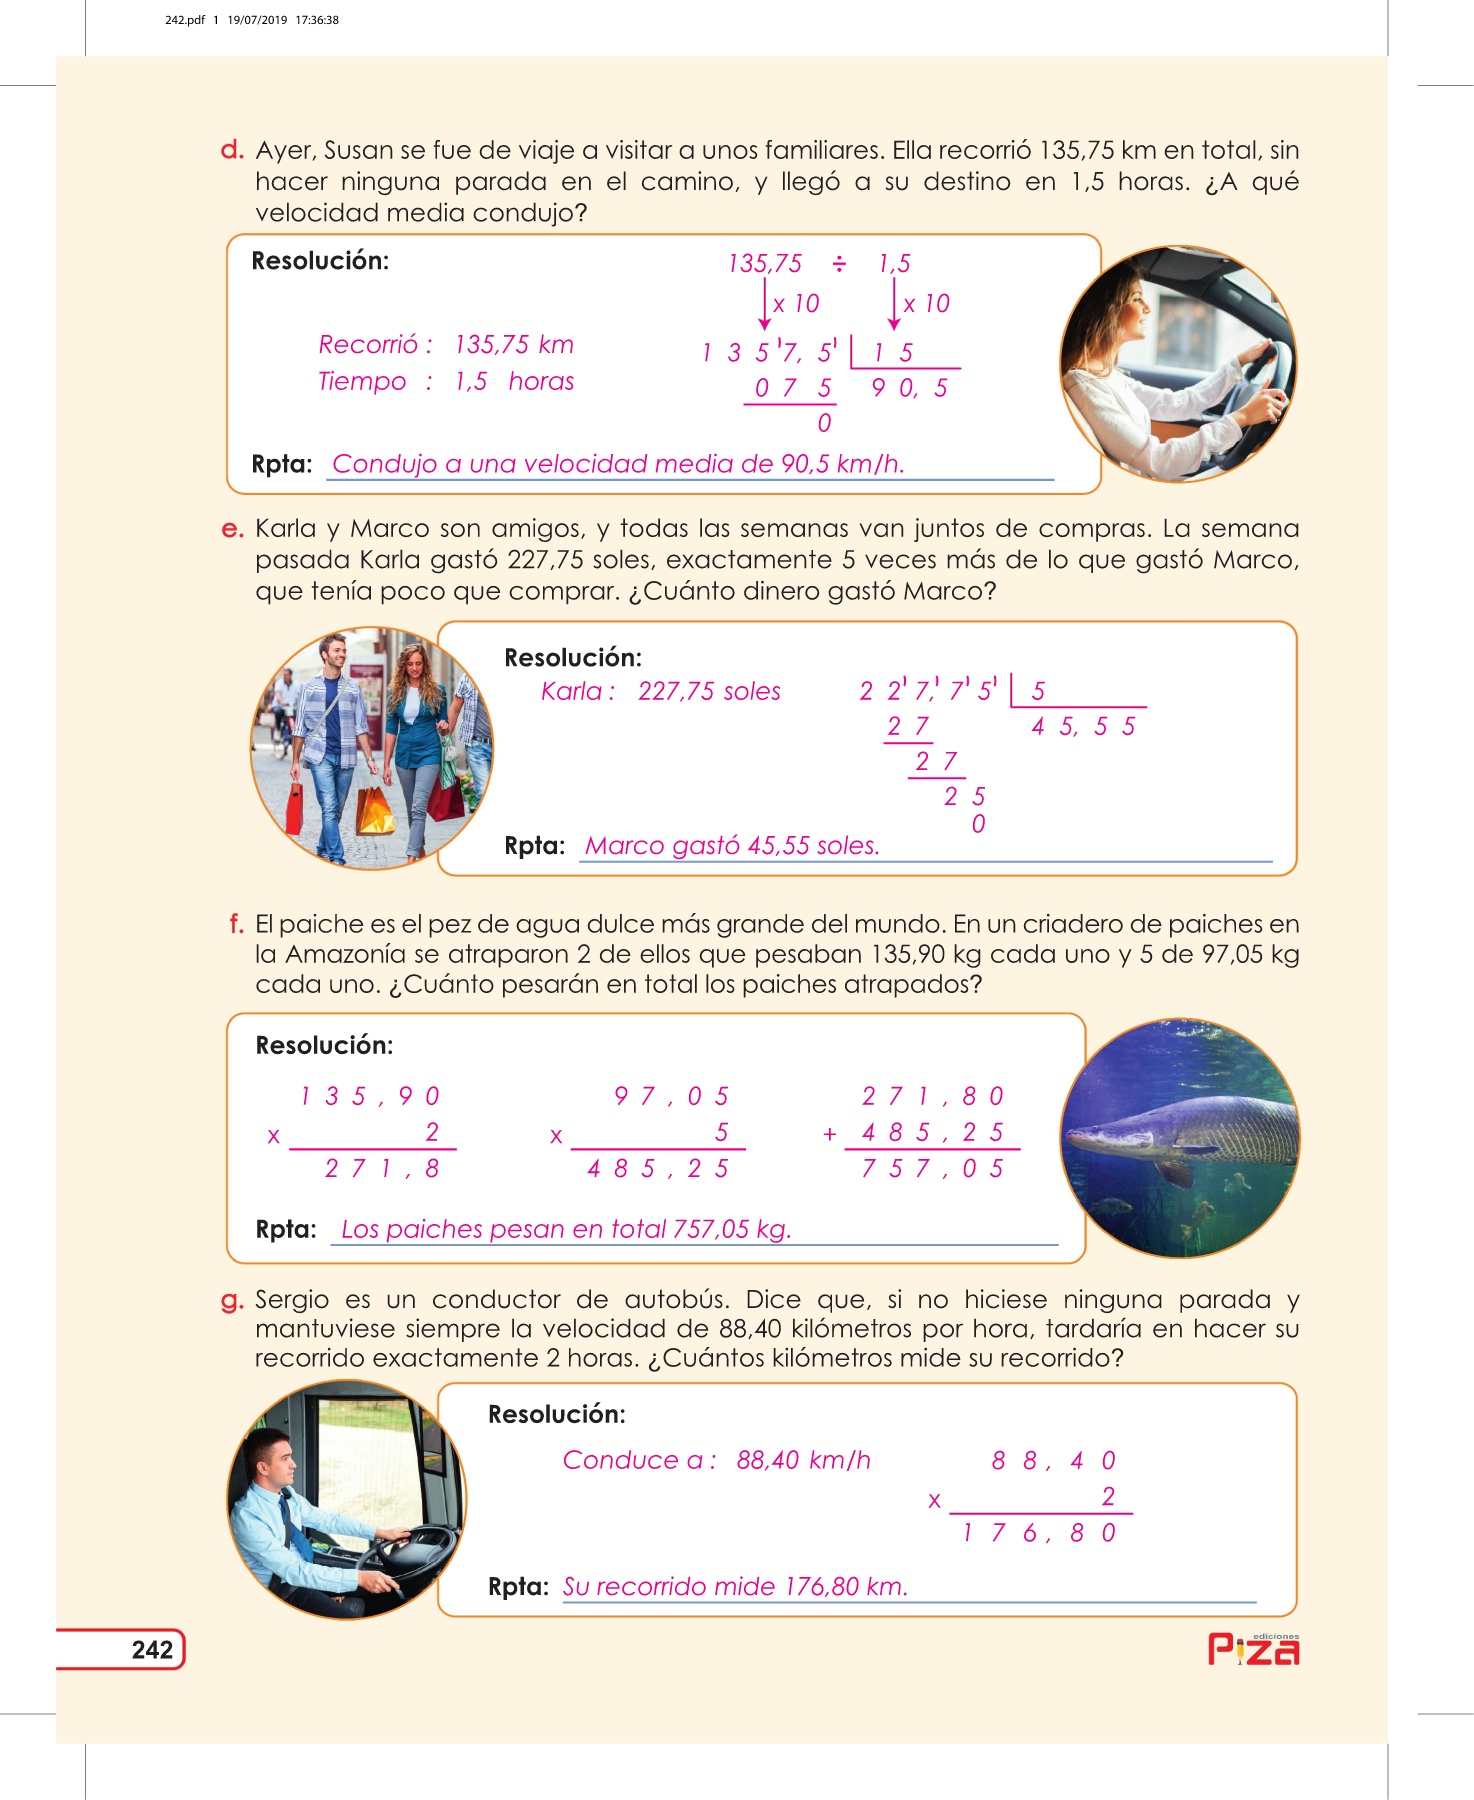 242.pdf 1 19/07/2019 17:36:38
d. Ayer, Susan se fue de viaje a visitar a unos familiares. Ella recorrió 135,75 km en total, sin
hacer ninguna parada en el camino, y llegó a su destino en 1,5 horas. ¿A qué
velocidad media condujo?
Resolución:
135,75 ÷ 1,5
x 10 x 10
Recorrió : 135,75 km
1 3 5'7, 5' 1 5
Tiempo : 1,5 horas
0 7 5 9 0, 5
0
Rpta: Condujo a una velocidad media de 90,5 km/h.
e. Karla y Marco son amigos, y todas las semanas van juntos de compras. La semana
pasada Karla gastó 227,75 soles, exactamente 5 veces más de lo que gastó Marco,
que tenía poco que comprar. ¿Cuánto dinero gastó Marco?
Resolución:
Karla : 227,75 soles 2 2' 7,' 7' 5' 5
2 7 4 5, 5 5
2 7
2 5
0
Rpta: Marco gastó 45,55 soles.
f. El paiche es el pez de agua dulce más grande del mundo. En un criadero de paiches en
la Amazonía se atraparon 2 de ellos que pesaban 135,90 kg cada uno y 5 de 97,05 kg
cada uno. ¿Cuánto pesarán en total los paiches atrapados?
Resolución:
1 3 5 , 9 0 9 7 , 0 5 2 7 1 , 8 0
x 2 x 5 + 4 8 5 , 2 5
2 7 1 , 8 4 8 5 , 2 5 7 5 7 , 0 5
Rpta: Los paiches pesan en total 757,05 kg.
g. Sergio es un conductor de autobús. Dice que, si no hiciese ninguna parada y
mantuviese siempre la velocidad de 88,40 kilómetros por hora, tardaría en hacer su
recorrido exactamente 2 horas. ¿Cuántos kilómetros mide su recorrido?
Resolución:
Conduce a : 88,40 km/h 8 8 , 4 0
x 2
1 7 6 , 8 0
Rpta: Su recorrido mide 176,80 km.
242
ediciones
Piza